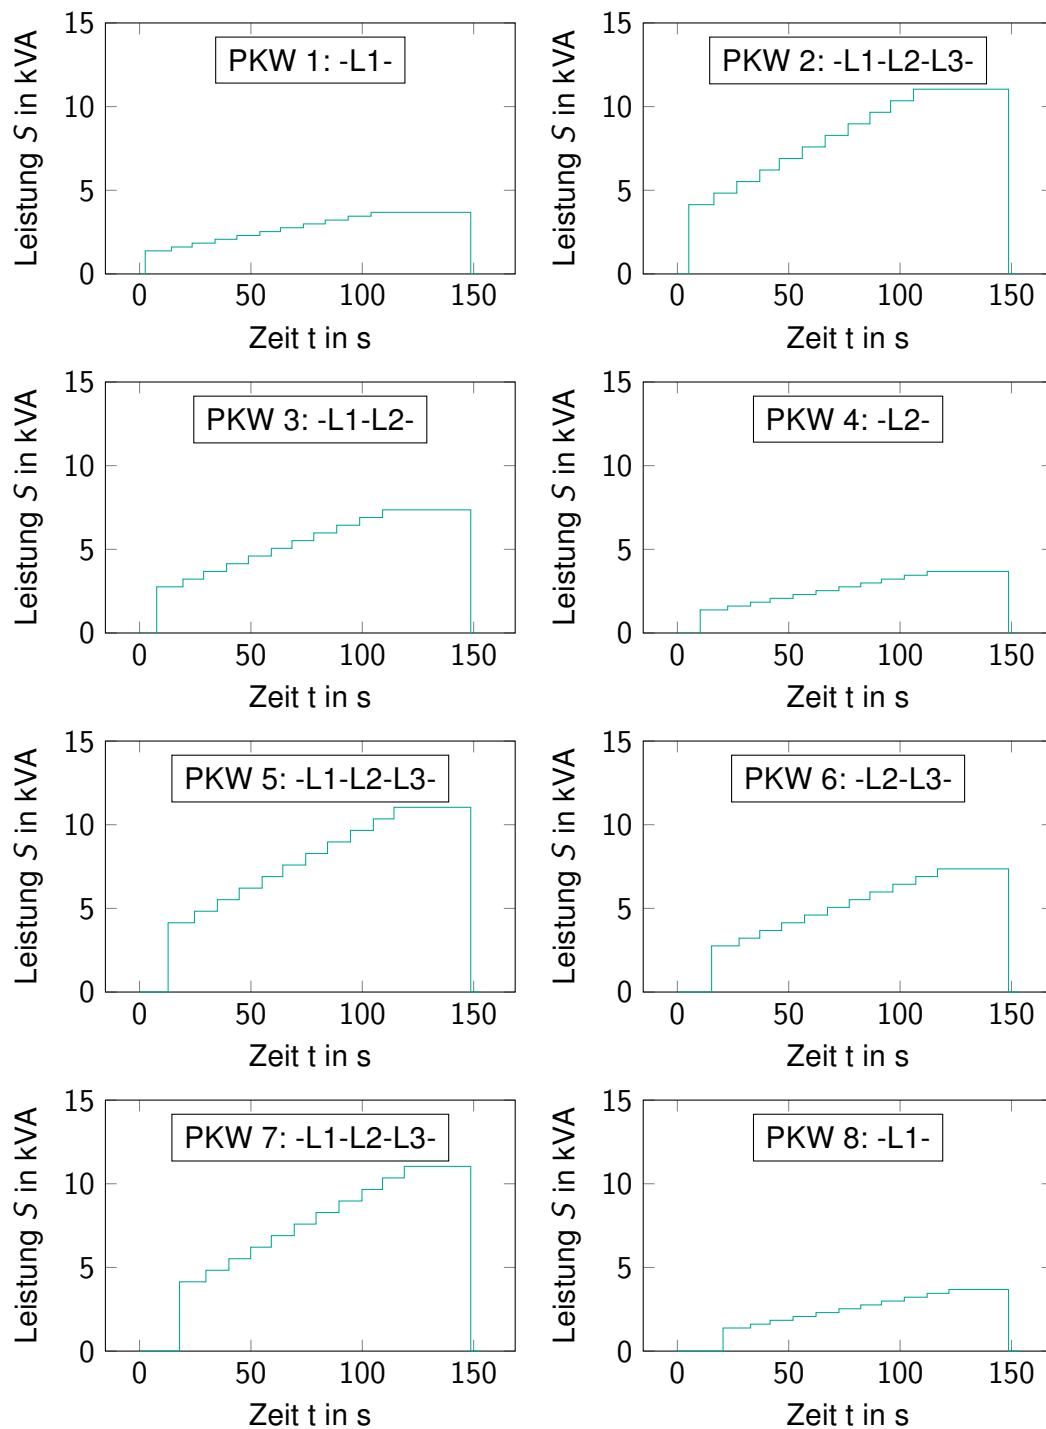 PKW 1: -L1-
Leistung S in kVA
15
10
5
0
0 50 100 150
Zeit t in s
PKW 2: -L1-L2-L3-
Leistung S in kVA
15
10
5
0
0 50 100 150
Zeit t in s
PKW 3: -L1-L2-
Leistung S in kVA
15
10
5
0
0 50 100 150
Zeit t in s
PKW 4: -L2-
Leistung S in kVA
15
10
5
0
0 50 100 150
Zeit t in s
PKW 5: -L1-L2-L3-
Leistung S in kVA
15
10
5
0
0 50 100 150
Zeit t in s
PKW 6: -L2-L3-
Leistung S in kVA
15
10
5
0
0 50 100 150
Zeit t in s
PKW 7: -L1-L2-L3-
Leistung S in kVA
15
10
5
0
0 50 100 150
Zeit t in s
PKW 8: -L1-
Leistung S in kVA
15
10
5
0
0 50 100 150
Zeit t in s